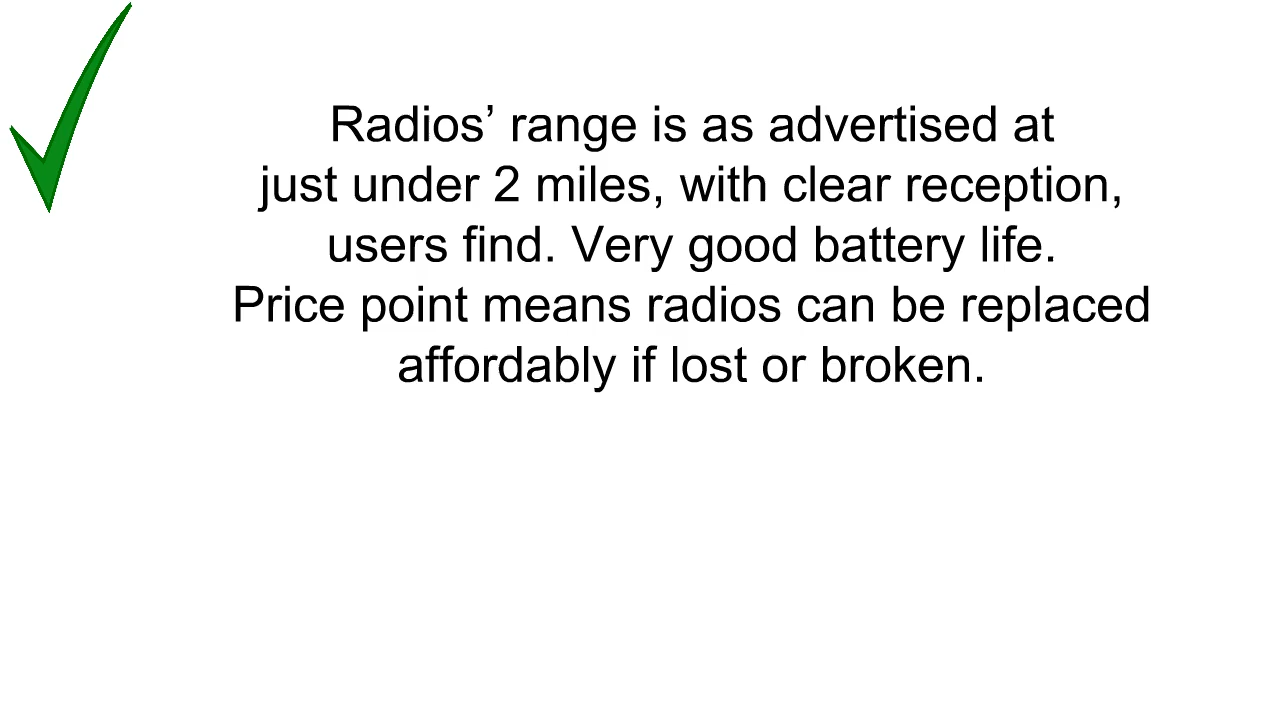 Radios’ range is as advertised at
just under 2 miles, with clear reception,
users find. Very good battery life.
Price point means radios can be replaced
affordably if lost or broken.